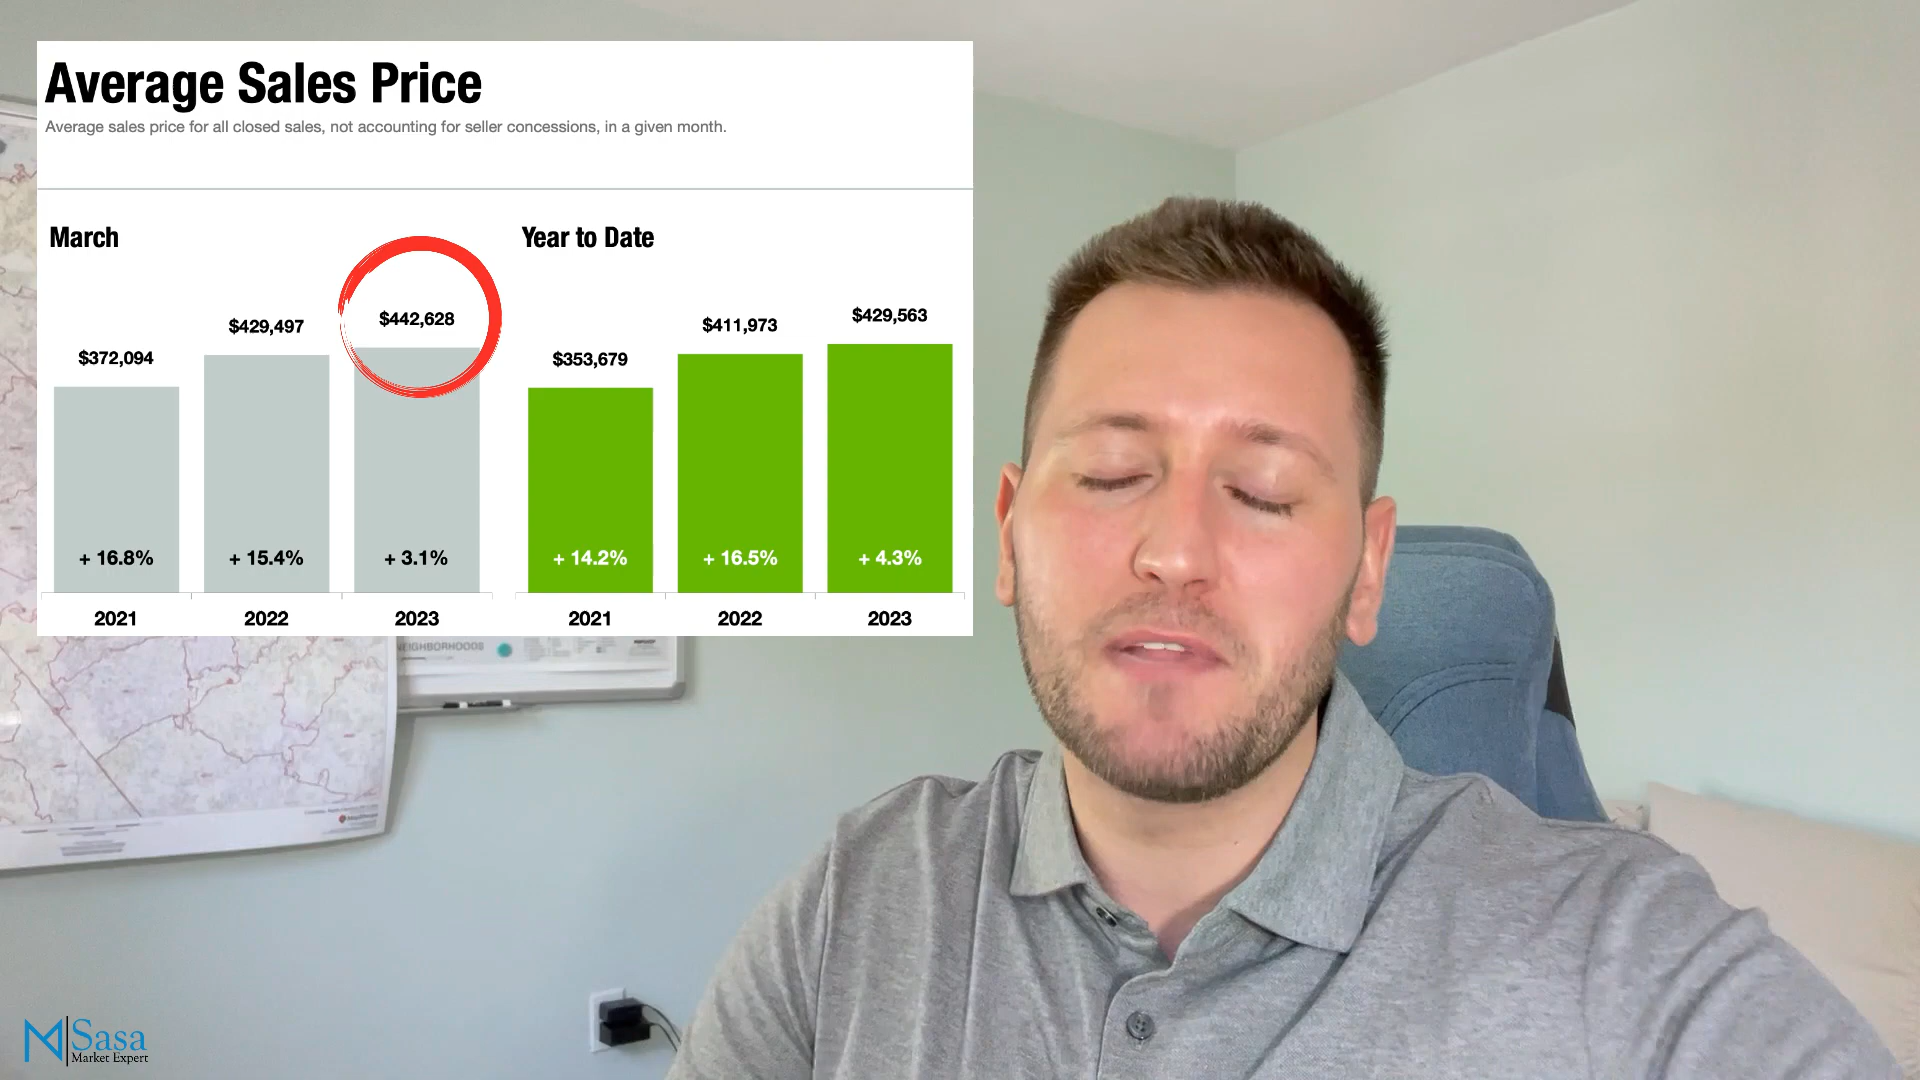 Average Sales Price
Average sales price for all closed sales, not accounting for seller concessions, in a given month.
March
Year to Date
$372,094
$429,497
$442,628
$353,679
$411,973
$429,563
+ 16.8%
+ 15.4%
+ 3.1%
+ 14.2%
+ 16.5%
+ 4.3%
2021
2022
2023
2021
2022
2023
NEIGHBORHOODS
Sasa
Market Expert